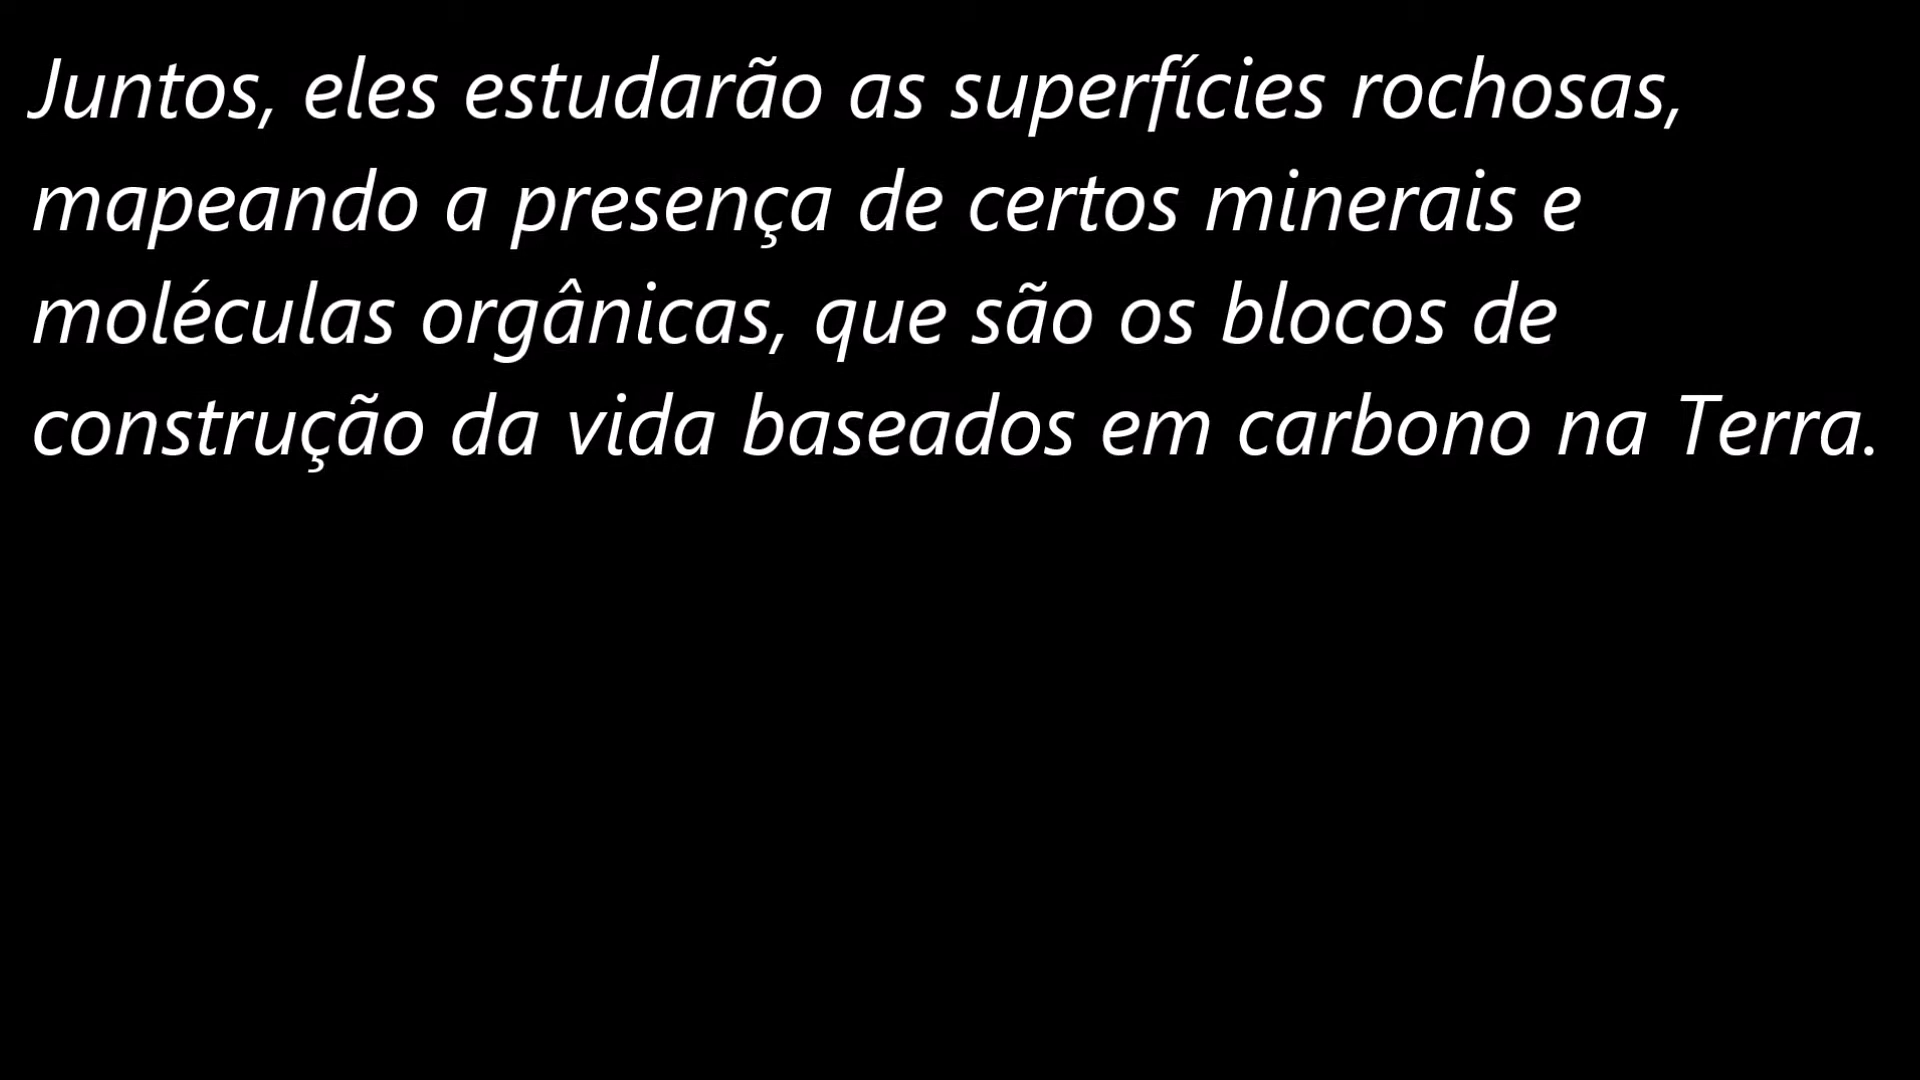 Juntos, eles estudarão as superfícies rochosas,
mapeando a presença de certos minerais e
moléculas orgânicas, que são os blocos de
construção da vida baseados em carbono na Terra.